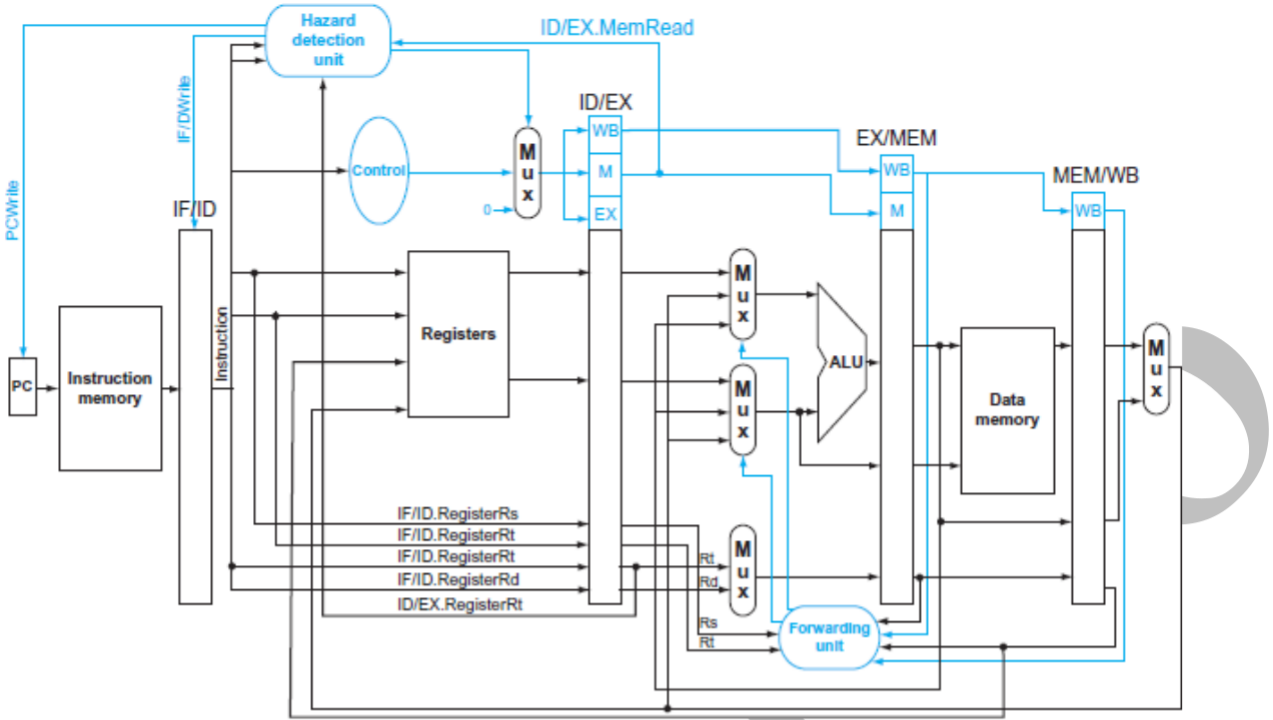 Hazard
detection
unit
ID/EX.MemRead
IF/DWrite
PCWrite
ID/EX
WB
M
EX
Control
M
u
x
0
EX/MEM
WB
M
MEM/WB
WB
IF/ID
PC
Instruction
memory
Instruction
Registers
M
u
x
M
u
x
ALU
Data
memory
M
u
x
IF/ID.RegisterRs
IF/ID.RegisterRt
IF/ID.RegisterRt
IF/ID.RegisterRd
ID/EX.RegisterRt
Rt
Rd
M
u
x
Rs
Rt
Forwarding
unit